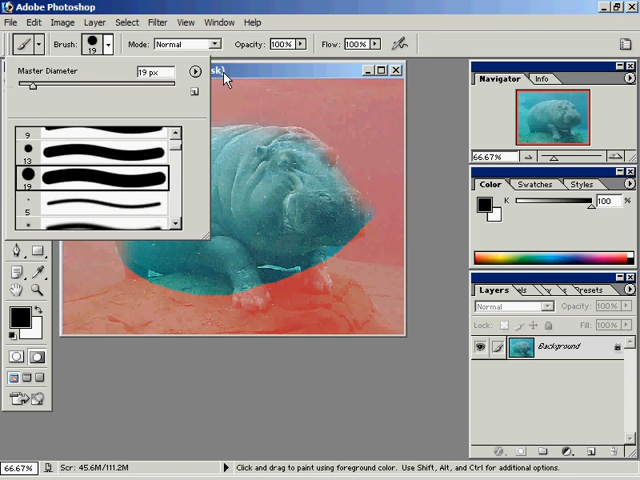 Adobe Photoshop
File Edit Image Layer Select Filter View Window Help
Brush: 19 Mode: Normal Opacity: 100% Flow: 100%
Master Diameter 19 px
9
13
19
5
Navigator Info
66.67%
Color Swatches Styles
K 100 %
Layers
Normal Opacity: 100%
Lock: Fill: 100%
Background
66.67% Scr: 45.6M/111.2M Click and drag to paint using foreground color. Use Shift, Alt, and Ctrl for additional options.